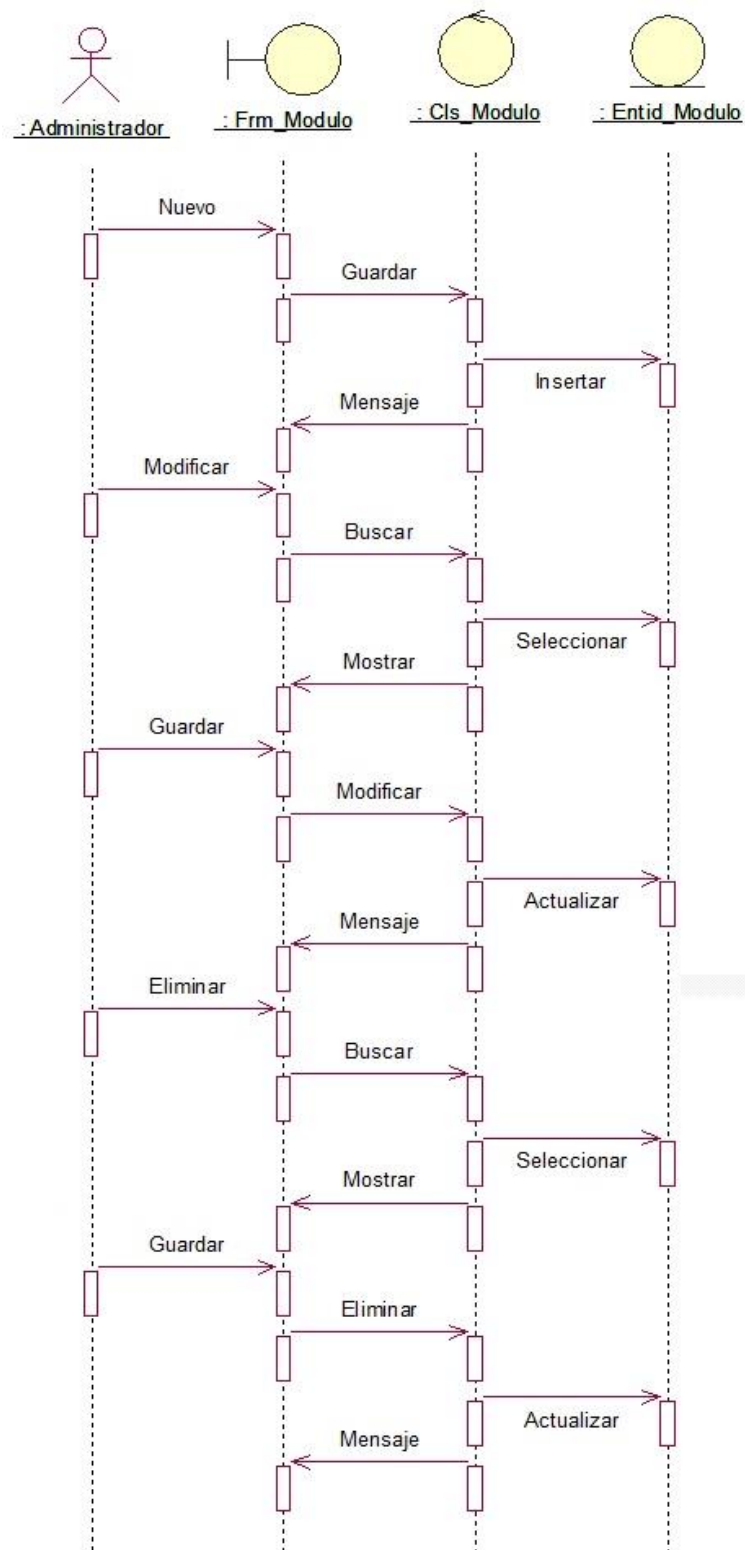 : Administrador
: Frm_Modulo
: Cls_Modulo
: Entid_Modulo
Nuevo
Guardar
Insertar
Mensaje
Modificar
Buscar
Seleccionar
Mostrar
Guardar
Modificar
Actualizar
Mensaje
Eliminar
Buscar
Seleccionar
Mostrar
Guardar
Eliminar
Actualizar
Mensaje